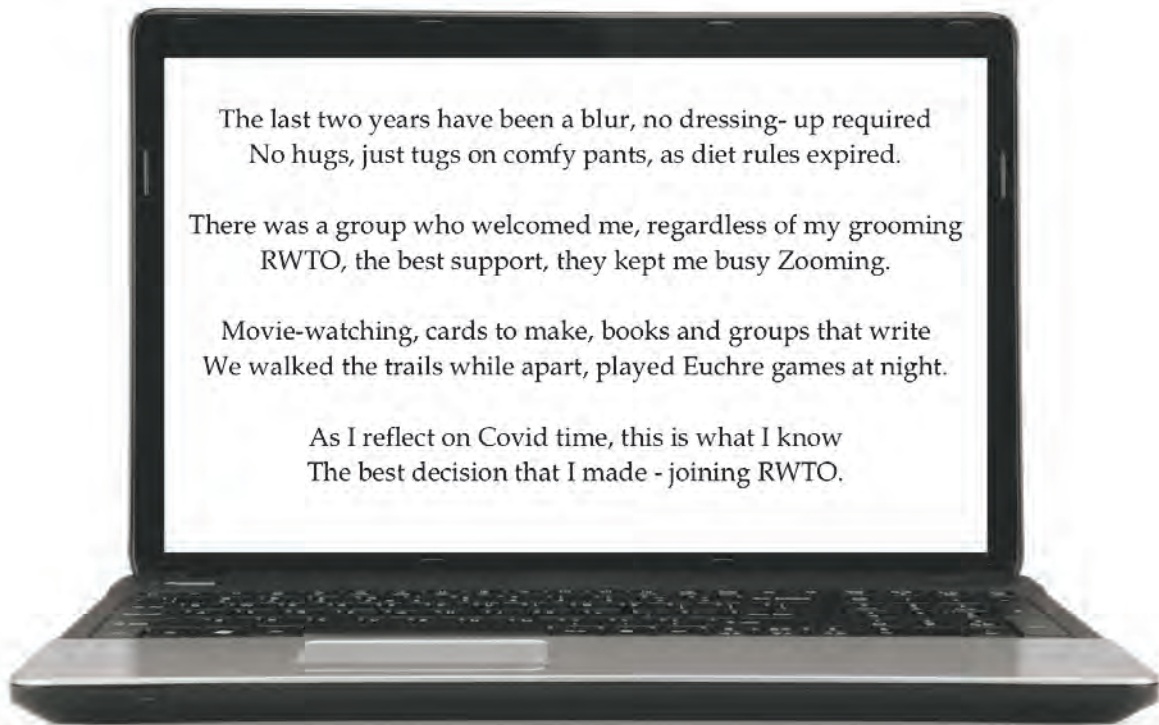 The last two years have been a blur, no dressing- up required
No hugs, just tugs on comfy pants, as diet rules expired.
There was a group who welcomed me, regardless of my grooming
RWTO, the best support, they kept me busy Zooming.
Movie-watching, cards to make, books and groups that write
We walked the trails while apart, played Euchre games at night.
As I reflect on Covid time, this is what I know
The best decision that I made - joining RWTO.